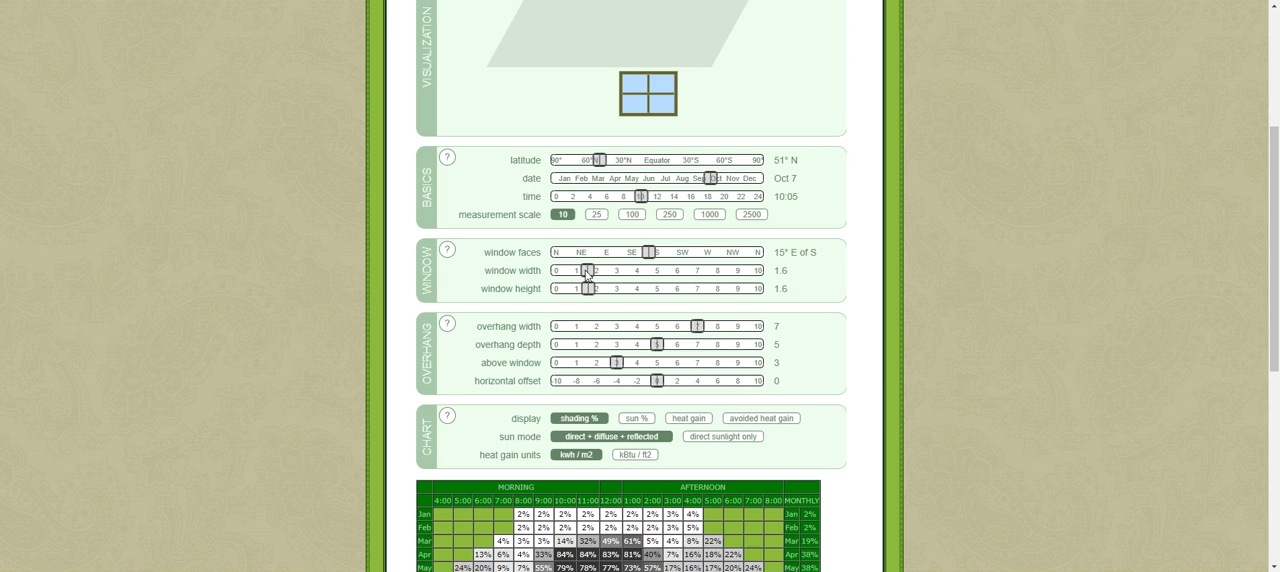 VISUALIZATION
BASICS
?
latitude 90° 60°N 30°N Equator 30°S 60°S 90° 51° N
date Jan Feb Mar Apr May Jun Jul Aug Sep Oct Nov Dec Oct 7
time 0 2 4 6 8 10 12 14 16 18 20 22 24 10:05
measurement scale 10 25 100 250 1000 2500
WINDOW
?
window faces N NE E SE S SW W NW N 15° E of S
window width 0 1 2 3 4 5 6 7 8 9 10 1.6
window height 0 1 2 3 4 5 6 7 8 9 10 1.6
OVERHANG
?
overhang width 0 1 2 3 4 5 6 7 8 9 10 7
overhang depth 0 1 2 3 4 5 6 7 8 9 10 5
above window 0 1 2 3 4 5 6 7 8 9 10 3
horizontal offset -10 -8 -6 -4 -2 0 2 4 6 8 10 0
CHART
?
display shading % sun % heat gain avoided heat gain
sun mode direct + diffuse + reflected direct sunlight only
heat gain units kwh / m2 kBtu / ft2
MORNING AFTERNOON
4:00 5:00 6:00 7:00 8:00 9:00 10:00 11:00 12:00 1:00 2:00 3:00 4:00 5:00 6:00 7:00 8:00 MONTHLY
Jan 2% 2% 2% 2% 2% 2% 2% 3% 4% Jan 2%
Feb 2% 2% 2% 2% 2% 2% 2% 3% 5% Feb 2%
Mar 4% 3% 3% 14% 32% 49% 61% 5% 4% 8% 22% Mar 19%
Apr 13% 6% 4% 33% 84% 84% 83% 81% 40% 7% 16% 18% 22% Apr 38%
May 24% 20% 9% 7% 55% 79% 78% 77% 73% 57% 17% 16% 17% 20% 24% May 38%